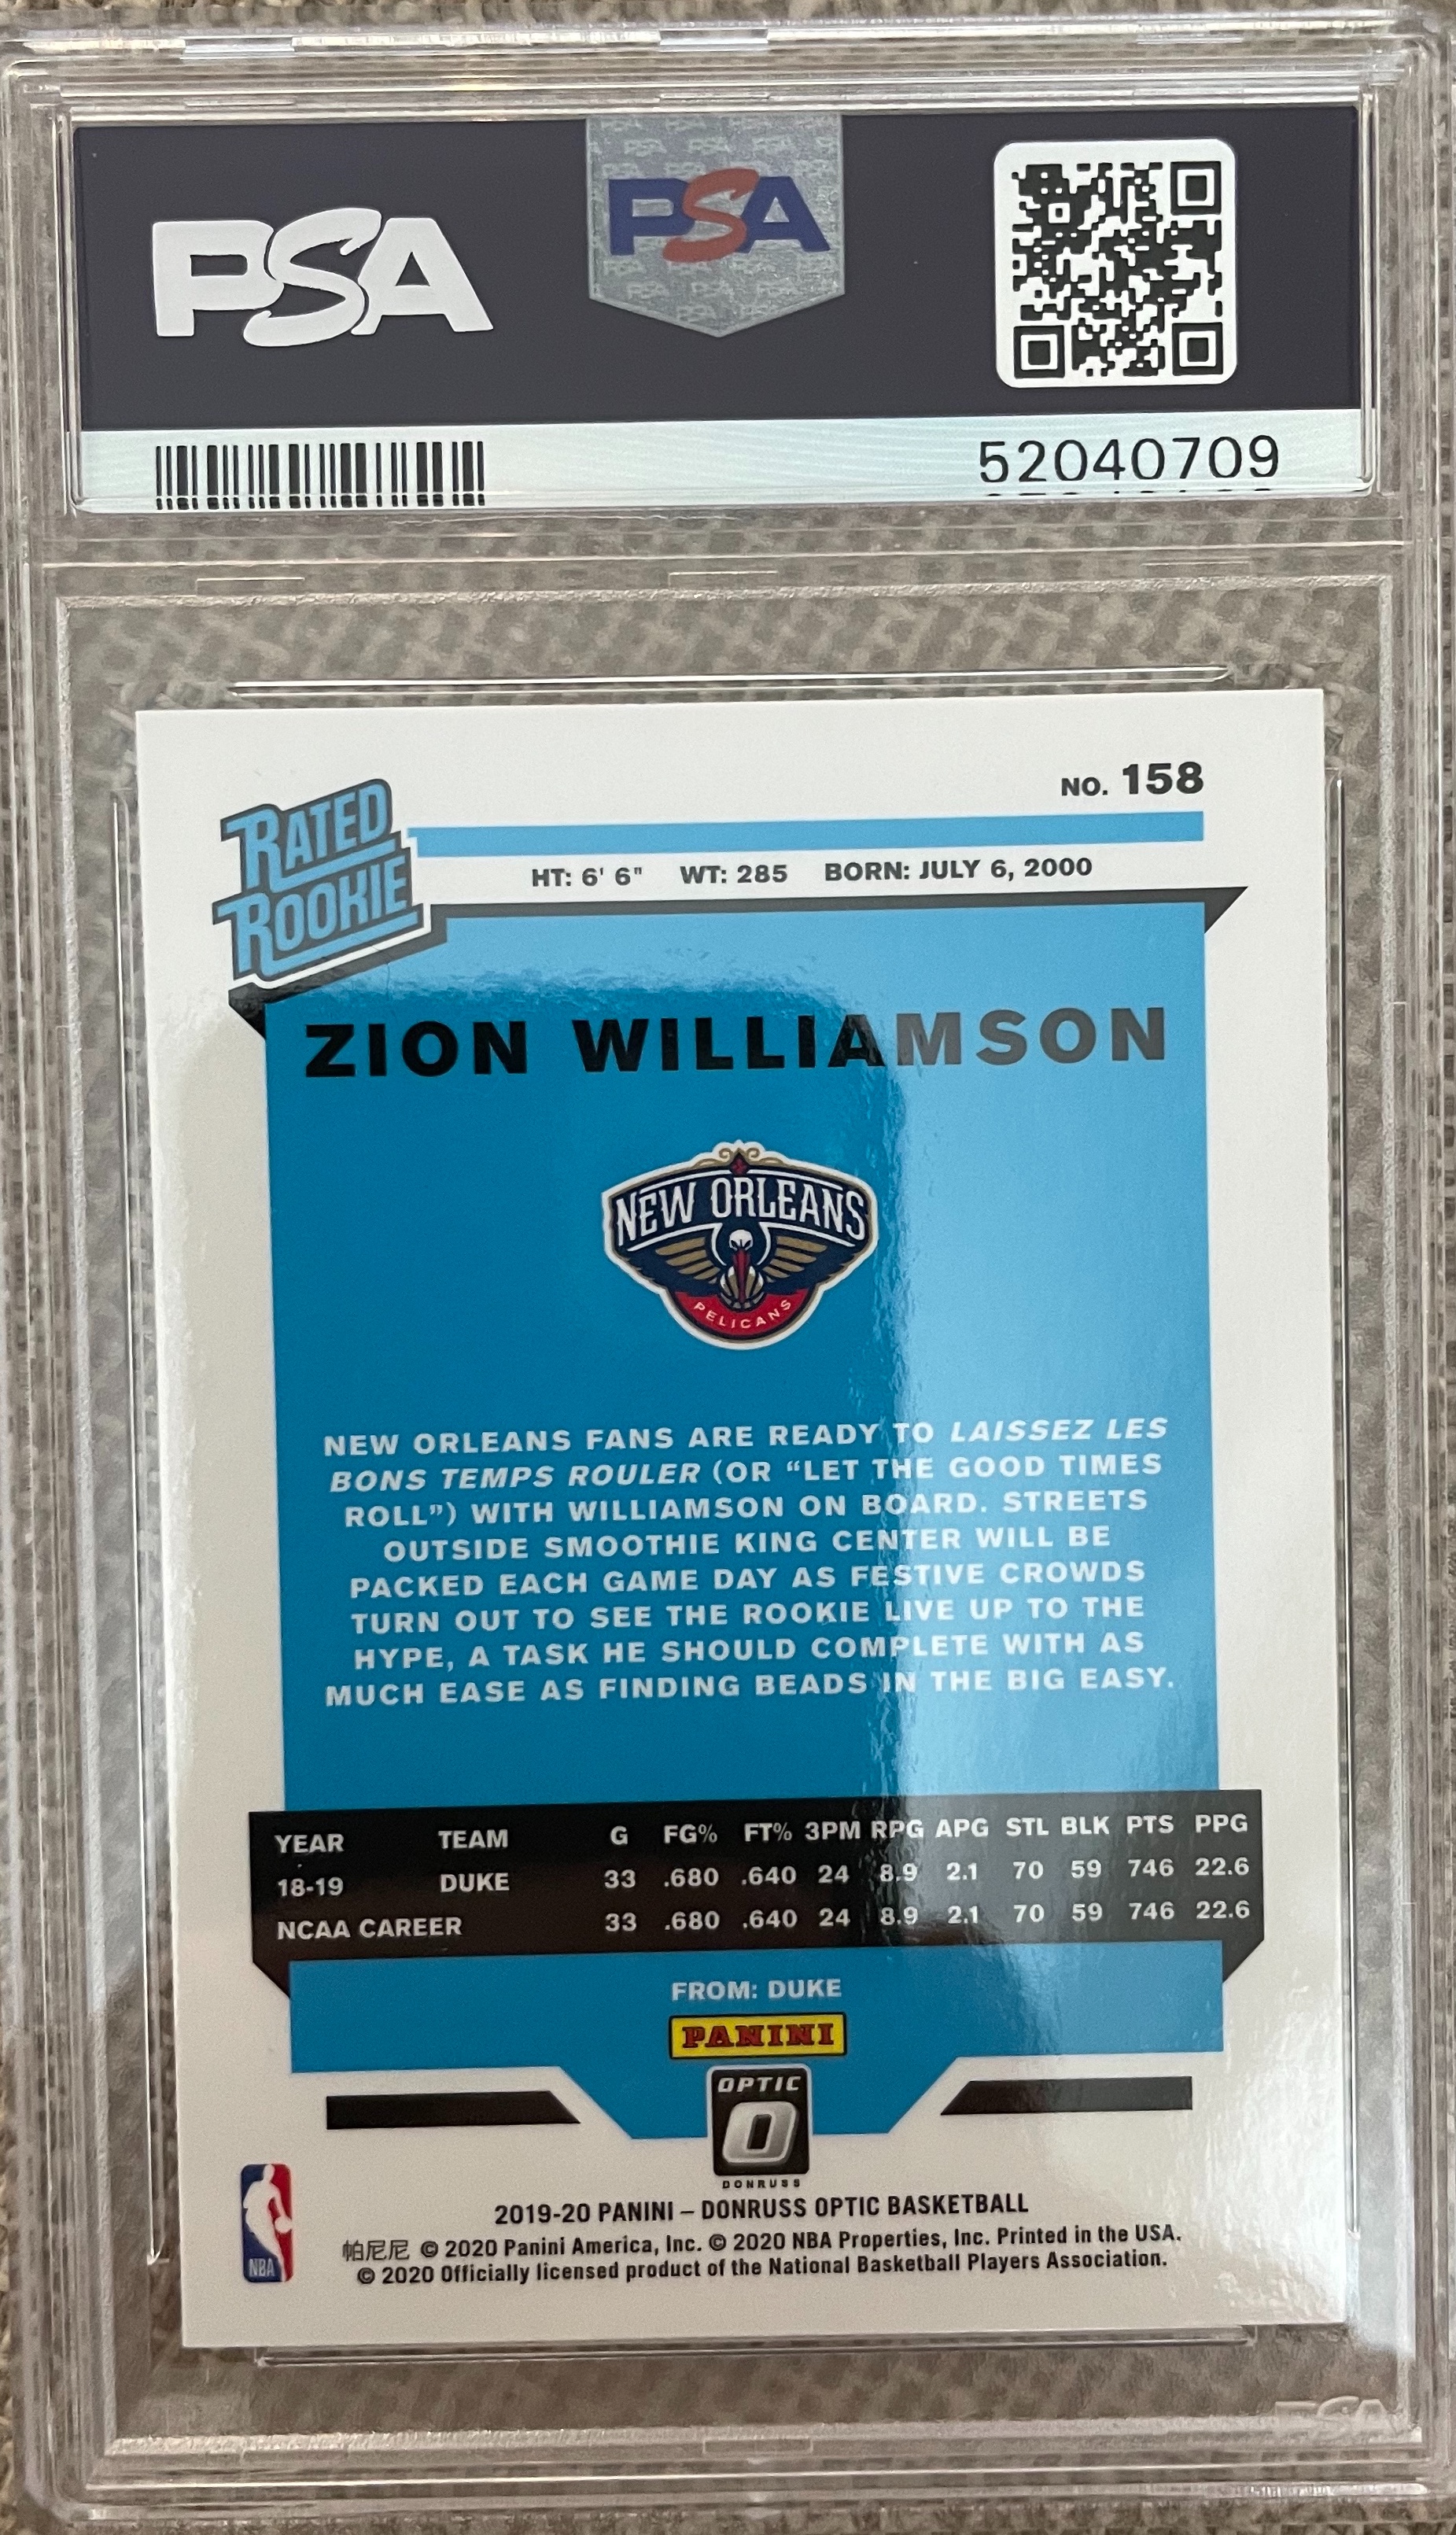 PSA
PSA
52040709
NO. 158
RATED
ROOKIE
HT: 6' 6" WT: 285 BORN: JULY 6, 2000
ZION WILLIAMSON
NEW ORLEANS
PELICANS
NEW ORLEANS FANS ARE READY TO LAISSEZ LES
BONS TEMPS ROULER (OR “LET THE GOOD TIMES
ROLL”) WITH WILLIAMSON ON BOARD. STREETS
OUTSIDE SMOOTHIE KING CENTER WILL BE
PACKED EACH GAME DAY AS FESTIVE CROWDS
TURN OUT TO SEE THE ROOKIE LIVE UP TO THE
HYPE, A TASK HE SHOULD COMPLETE WITH AS
MUCH EASE AS FINDING BEADS IN THE BIG EASY.
YEAR TEAM G FG% FT% 3PM RPG APG STL BLK PTS PPG
18-19 DUKE 33 .680 .640 24 8.9 2.1 70 59 746 22.6
NCAA CAREER 33 .680 .640 24 8.9 2.1 70 59 746 22.6
FROM: DUKE
PANINI
OPTIC
O
DONRUSS
NBA
2019-20 PANINI – DONRUSS OPTIC BASKETBALL
帕尼尼 © 2020 Panini America, Inc. © 2020 NBA Properties, Inc. Printed in the USA.
© 2020 Officially licensed product of the National Basketball Players Association.
PSA